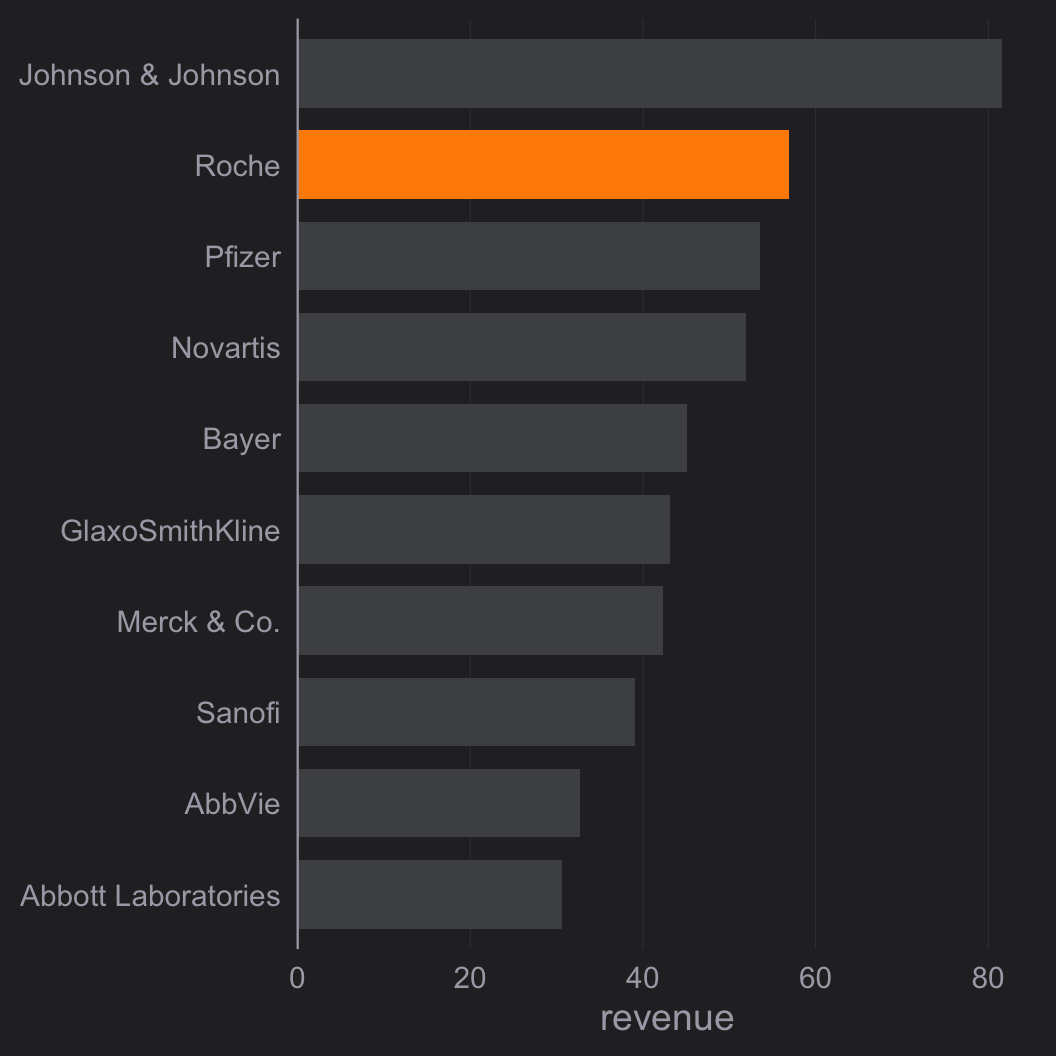 Johnson & Johnson
Roche
Pfizer
Novartis
Bayer
GlaxoSmithKline
Merck & Co.
Sanofi
AbbVie
Abbott Laboratories
0 20 40 60 80
revenue